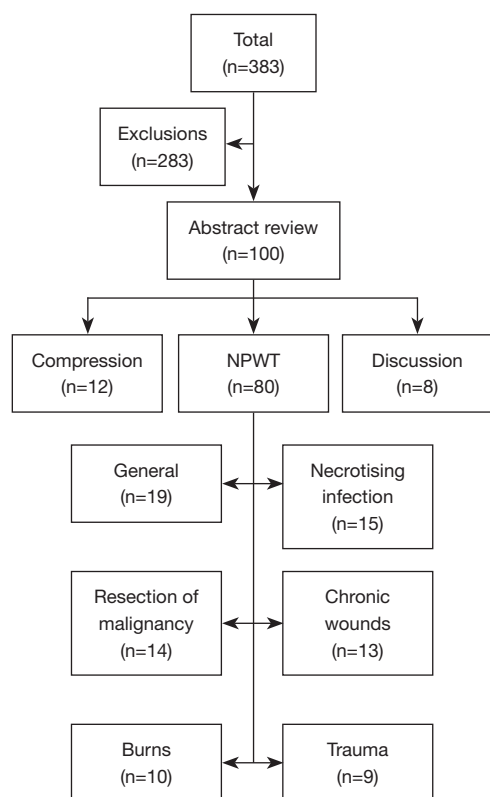 Total
(n=383)
Exclusions
(n=283)
Abstract review
(n=100)
Compression
(n=12)
NPWT
(n=80)
Discussion
(n=8)
General
(n=19)
Necrotising
infection
(n=15)
Resection of
malignancy
(n=14)
Chronic
wounds
(n=13)
Burns
(n=10)
Trauma
(n=9)